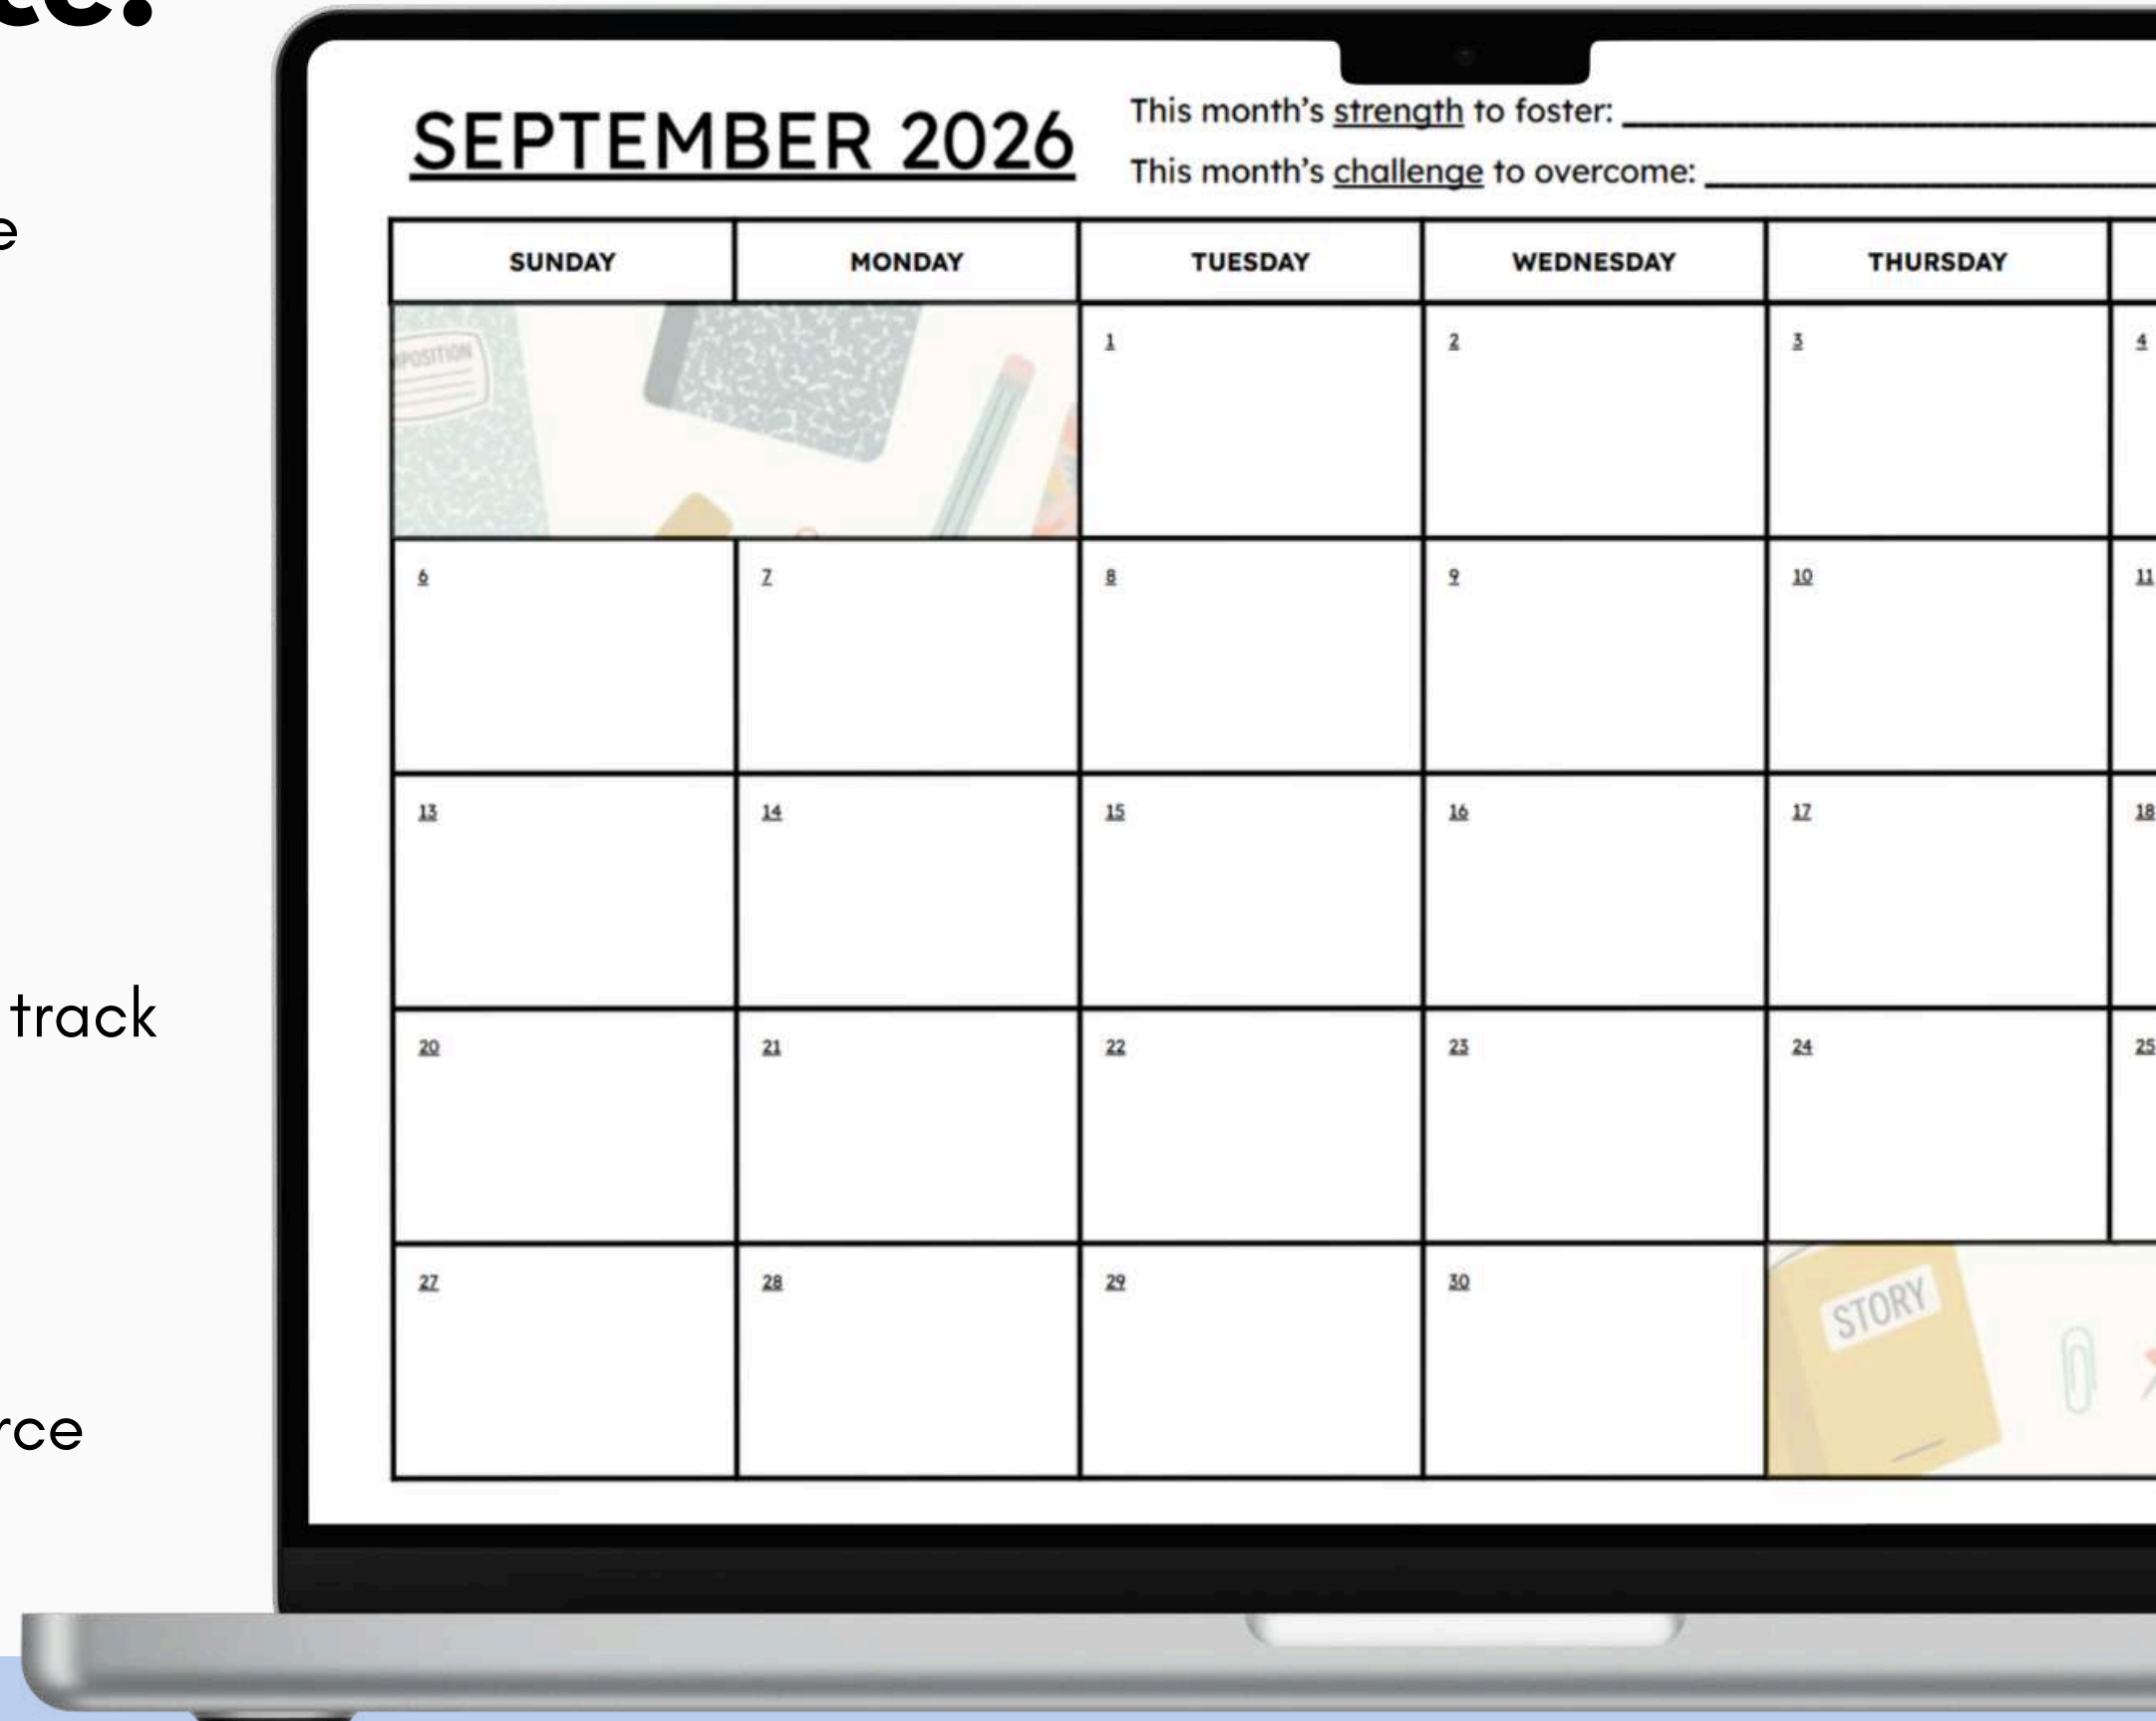 SEPTEMBER 2026
This month's strength to foster:
This month's challenge to overcome:
SUNDAY MONDAY TUESDAY WEDNESDAY THURSDAY
1 2 3 4
6 7 8 9 10 11
13 14 15 16 17 18
20 21 22 23 24 25
27 28 29 30
STORY
track